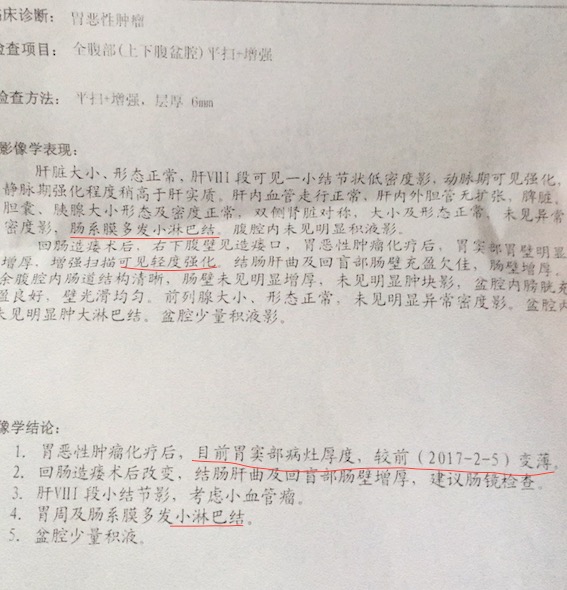 临床诊断： 胃恶性肿瘤
检查项目： 全腹部(上下腹盆腔)平扫+增强
检查方法： 平扫+增强，层厚 6mm
影像学表现：
肝脏大小、形态正常，肝VIII 段可见一小结节状低密度影，动脉期可见强化，
静脉期强化程度稍高于肝实质。肝内血管走行正常，肝内外胆管无扩张，脾脏、
胆囊、胰腺大小形态及密度正常，双侧肾脏对称，大小及形态正常，未见异常
密度影，肠系膜多发小淋巴结。腹腔内未见明显积液影。
回肠造瘘术后，右下腹壁见造瘘口，胃恶性肿瘤化疗后，胃窦部胃壁明显
增厚，增强扫描可见轻度强化。结肠肝曲及回盲部肠壁充盈欠佳，肠壁增厚。
余腹腔内肠道结构清晰，肠壁未见明显增厚，未见明显肿块影，盆腔内膀胱充
盈良好，壁光滑均匀。前列腺大小、形态正常，未见明显异常密度影。盆腔内
未见明显肿大淋巴结。盆腔少量积液影。
像学结论：
1. 胃恶性肿瘤化疗后，目前胃窦部病灶厚度，较前（2017-2-5）变薄，
2. 回肠造瘘术后改变，结肠肝曲及回盲部肠壁增厚，建议肠镜检查。
3. 肝VIII 段小结节影，考虑小血管瘤。
4. 胃周及肠系膜多发小淋巴结。
5. 盆腔少量积液。